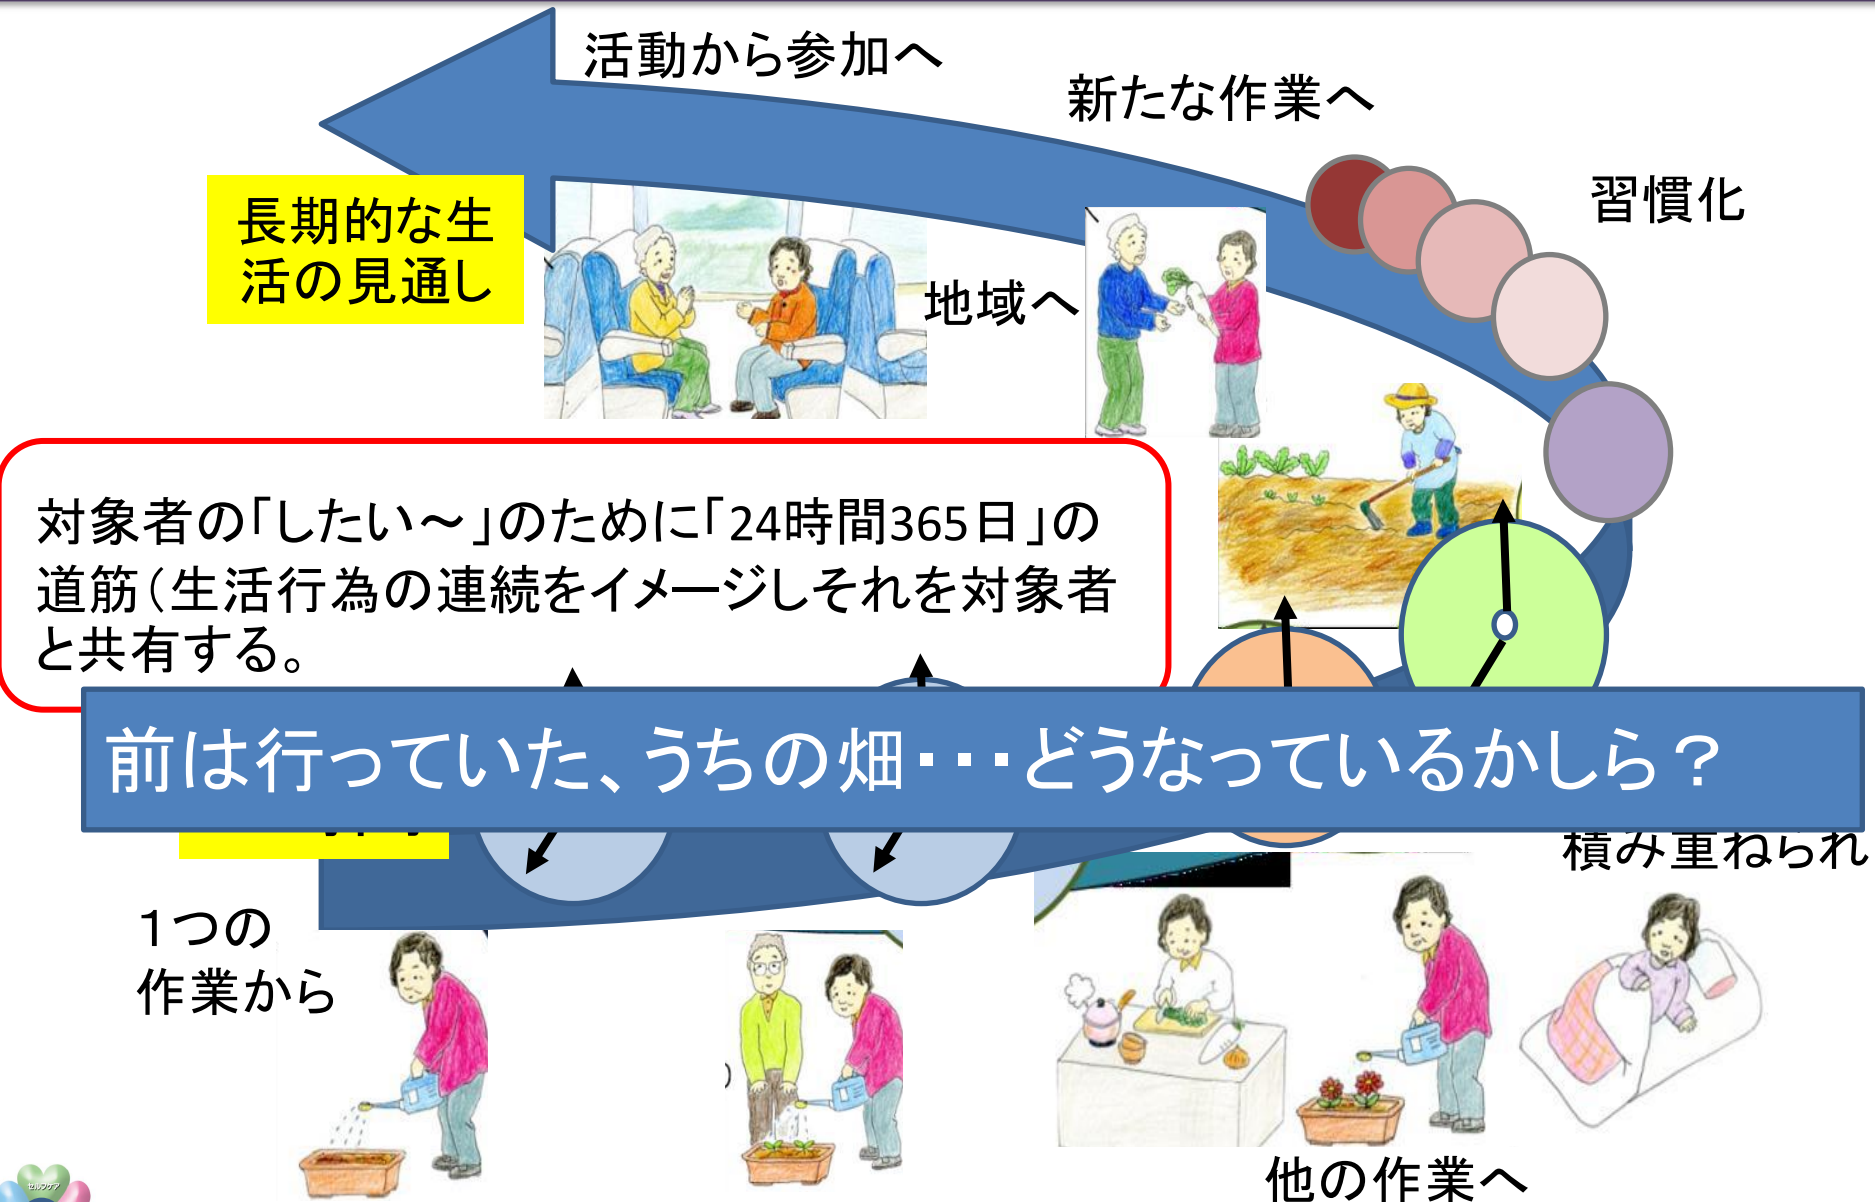 活動から参加へ
新たな作業へ
習慣化
長期的な生
活の見通し
地域へ
対象者の「したい～」のために「24時間365日」の
道筋（生活行為の連続をイメージしそれを対象者
と共有する。
前は行っていた、うちの畑・・・どうなっているかしら？
積み重ねられ
1つの
作業から
他の作業へ
セルフケア